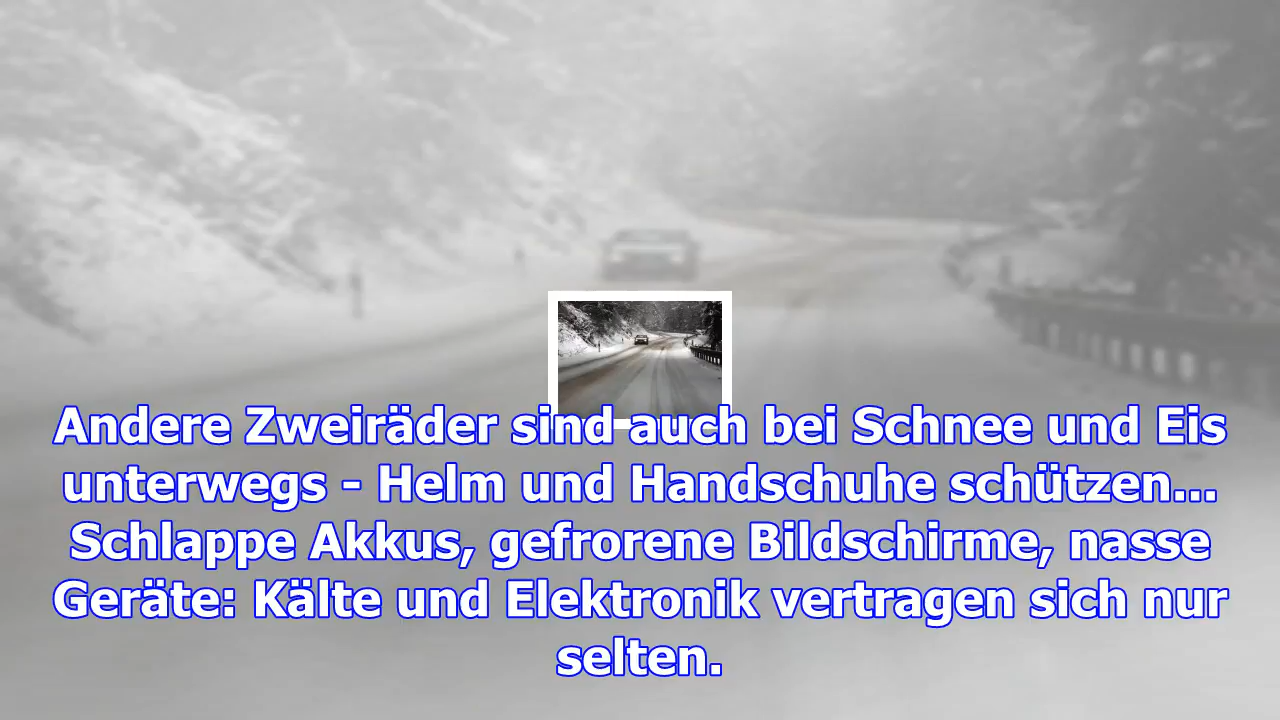 Andere Zweiräder sind auch bei Schnee und Eis
unterwegs - Helm und Handschuhe schützen...
Schlappe Akkus, gefrorene Bildschirme, nasse
Geräte: Kälte und Elektronik vertragen sich nur
selten.